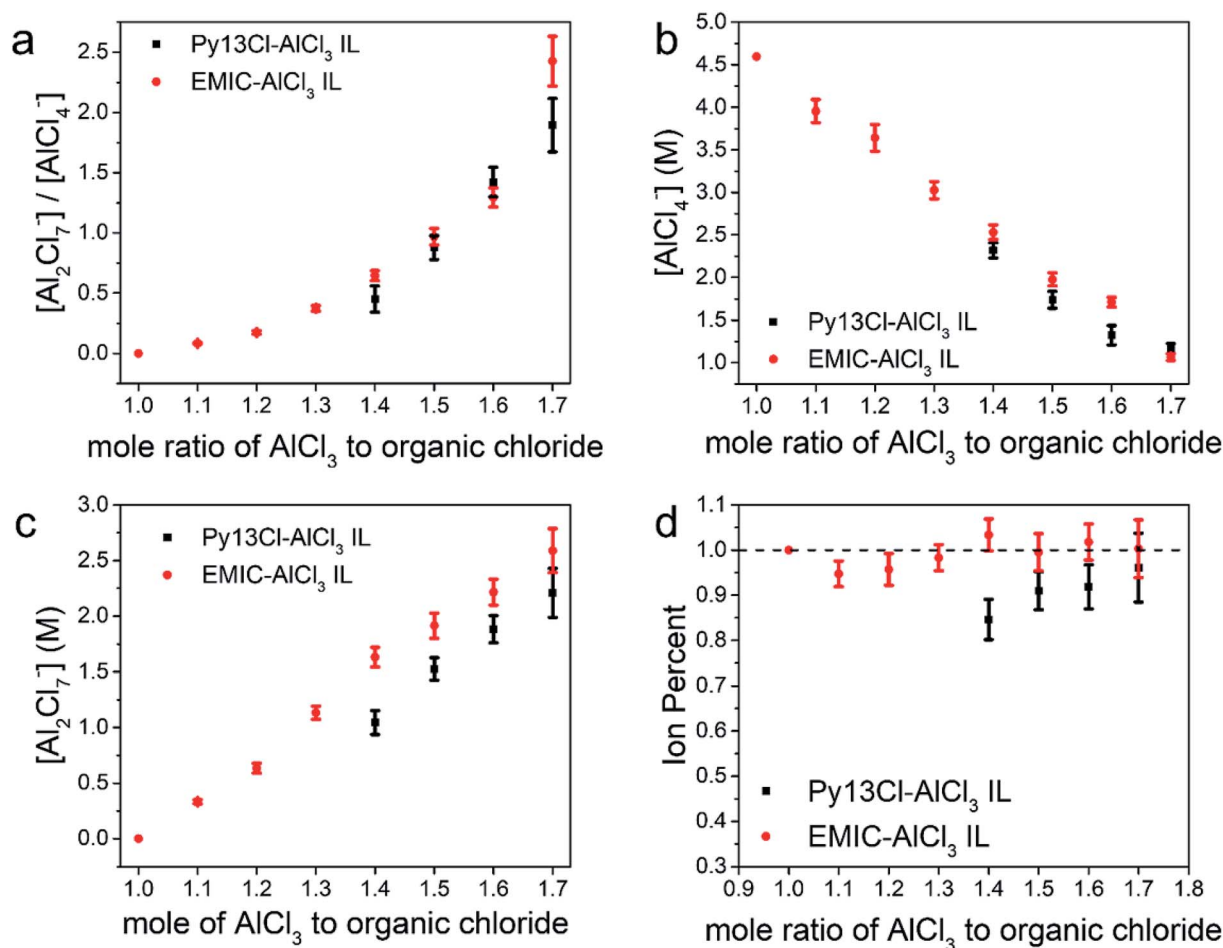 a
Py13Cl-AlCl₃ IL
EMIC-AlCl₃ IL
[Al₂Cl₇⁻] / [AlCl₄⁻]
2.5
2.0
1.5
1.0
0.5
0.0
1.0 1.1 1.2 1.3 1.4 1.5 1.6 1.7
mole ratio of AlCl₃ to organic chloride
b
[AlCl₄⁻] (M)
5.0
4.5
4.0
3.5
3.0
2.5
2.0
1.5
1.0
Py13Cl-AlCl₃ IL
EMIC-AlCl₃ IL
1.0 1.1 1.2 1.3 1.4 1.5 1.6 1.7
mole ratio of AlCl₃ to organic chloride
c
Py13Cl-AlCl₃ IL
EMIC-AlCl₃ IL
[Al₂Cl₇⁻] (M)
3.0
2.5
2.0
1.5
1.0
0.5
0.0
1.0 1.1 1.2 1.3 1.4 1.5 1.6 1.7
mole of AlCl₃ to organic chloride
d
Ion Percent
1.1
1.0
0.9
0.8
0.7
0.6
0.5
0.4
0.3
Py13Cl-AlCl₃ IL
EMIC-AlCl₃ IL
0.9 1.0 1.1 1.2 1.3 1.4 1.5 1.6 1.7 1.8
mole ratio of AlCl₃ to organic chloride